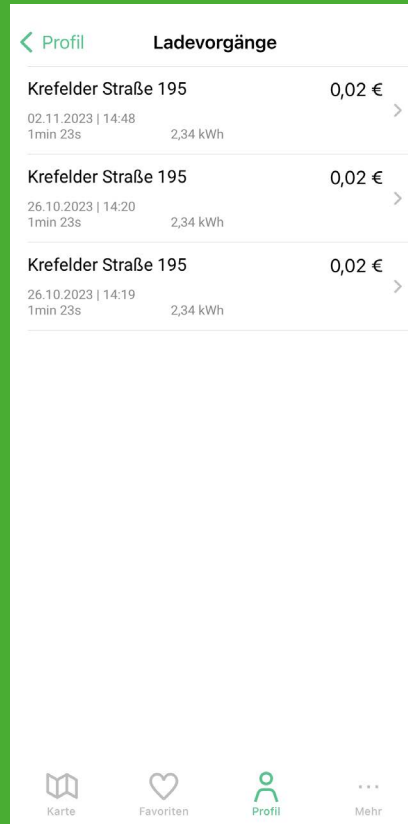 Profil Ladevorgänge
Krefelder Straße 195 0,02 €
02.11.2023 | 14:48
1min 23s 2,34 kWh
Krefelder Straße 195 0,02 €
26.10.2023 | 14:20
1min 23s 2,34 kWh
Krefelder Straße 195 0,02 €
26.10.2023 | 14:19
1min 23s 2,34 kWh
Karte Favoriten Profil Mehr